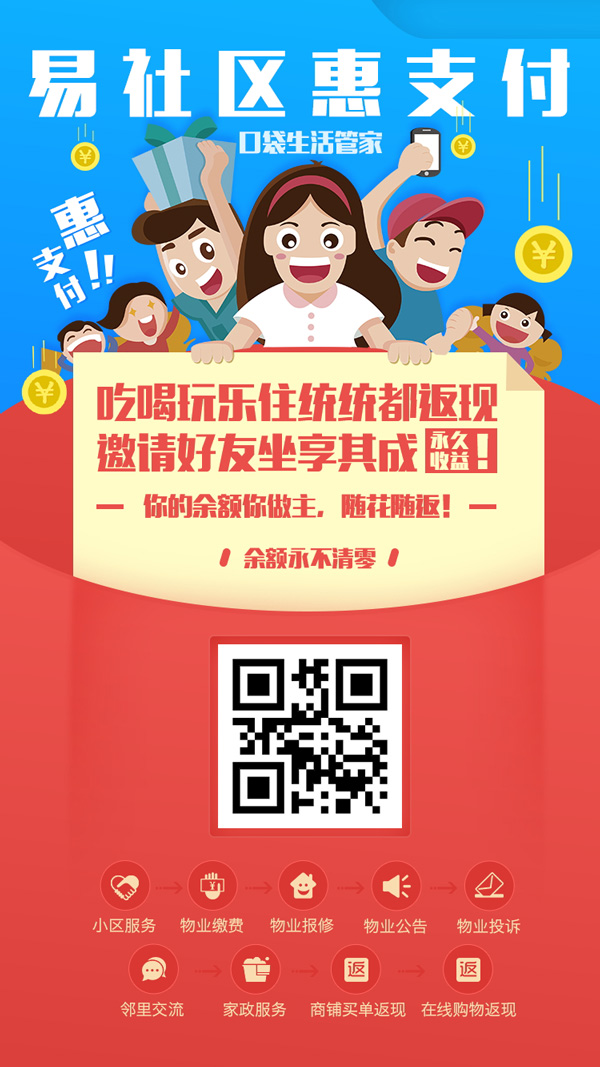 易社区惠支付
口袋生活管家
惠
支付!!
吃喝玩乐住统统都返现
邀请好友坐享其成永久收益!
你的余额你做主,随花随返!
余额永不清零
小区服务 物业缴费 物业报修 物业公告 物业投诉
返 返
邻里交流 家政服务 商铺买单返现 在线购物返现